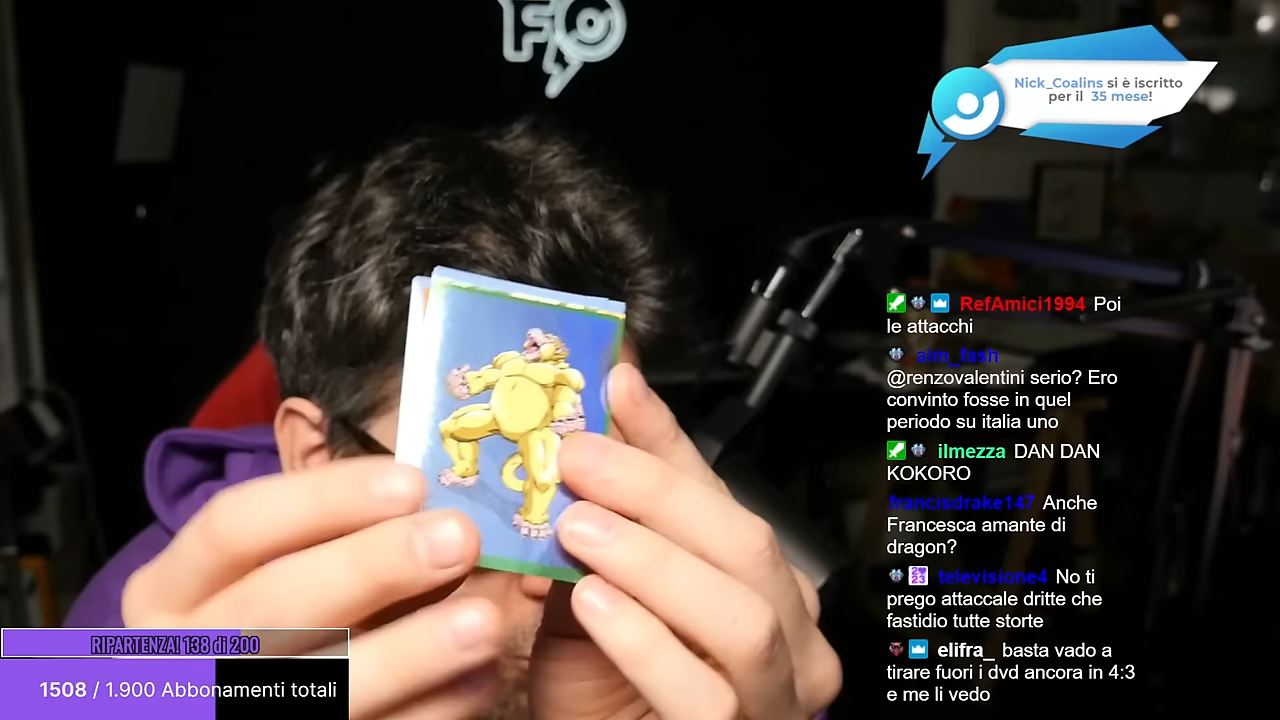 FO
Nick_Coalins si è iscritto
per il 35 mese!
RefAmici1994 Poi
le attacchi
aim_fash
@renzovalentini serio? Ero
convinto fosse in quel
periodo su italia uno
ilmezza DAN DAN
KOKORO
francisdrake147 Anche
Francesca amante di
dragon?
televisione4 No ti
prego attaccale dritte che
fastidio tutte storte
elifra_ basta vado a
tirare fuori i dvd ancora in 4:3
e me li vedo
RIPARTENZA! 138 di 200
1508 / 1.900 Abbonamenti totali